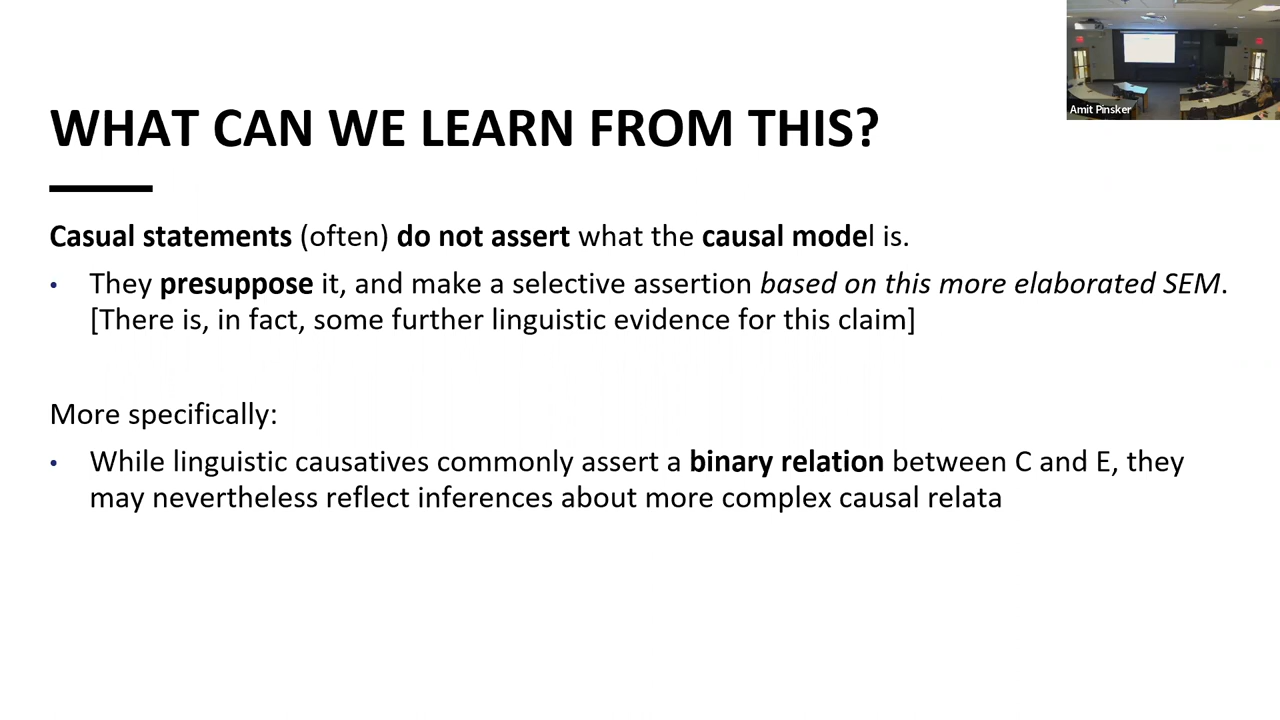 Amit Pinsker
WHAT CAN WE LEARN FROM THIS?
Casual statements (often) do not assert what the causal model is.
• They presuppose it, and make a selective assertion based on this more elaborated SEM.
[There is, in fact, some further linguistic evidence for this claim]
More specifically:
• While linguistic causatives commonly assert a binary relation between C and E, they
may nevertheless reflect inferences about more complex causal relata